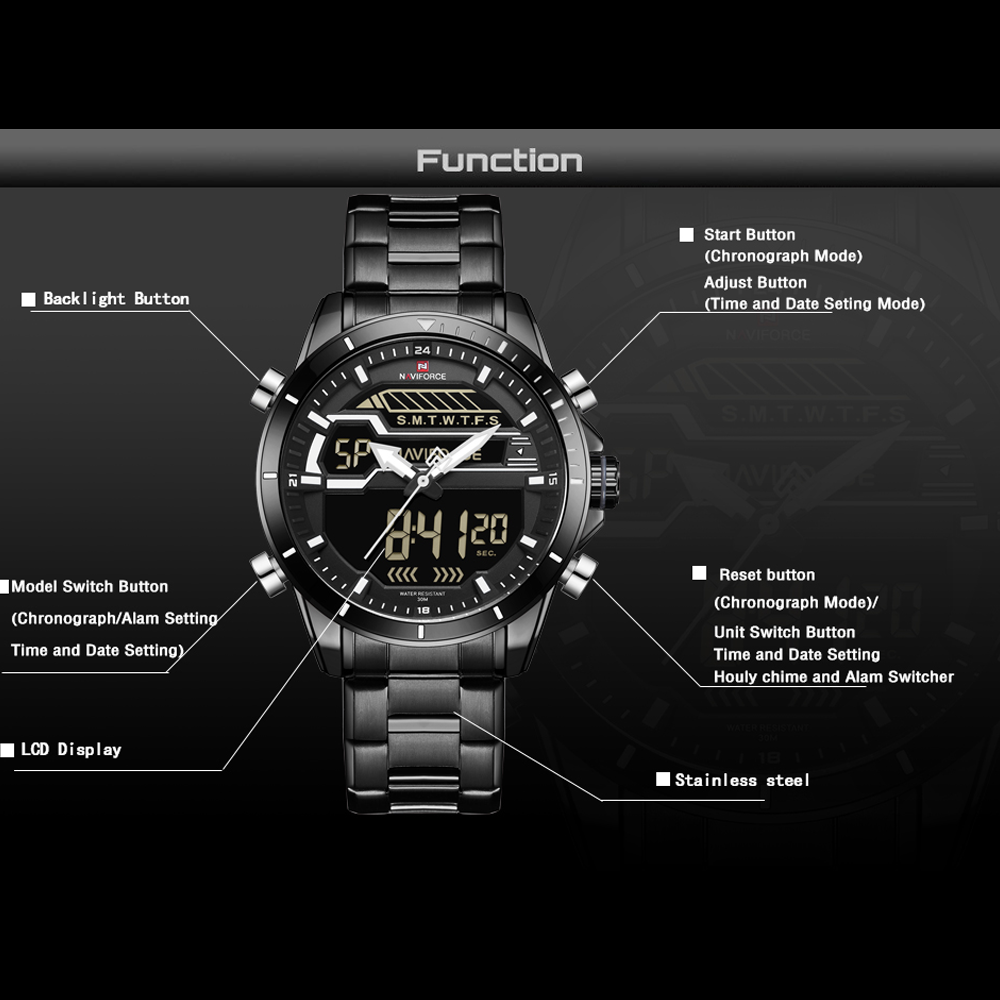 Function
Start Button
(Chronograph Mode)
Adjust Button
(Time and Date Seting Mode)
Backlight Button
24
NAVIFORCE
S.M.T.W.T.F.S
SP
NAVIFORCE
21
15
8:41 20
SEC.
WATER RESISTANT
30M
18
Model Switch Button
(Chronograph/Alam Setting
Time and Date Setting)
Reset button
(Chronograph Mode)/
Unit Switch Button
Time and Date Setting
Houly chime and Alam Switcher
LCD Display
Stainless steel